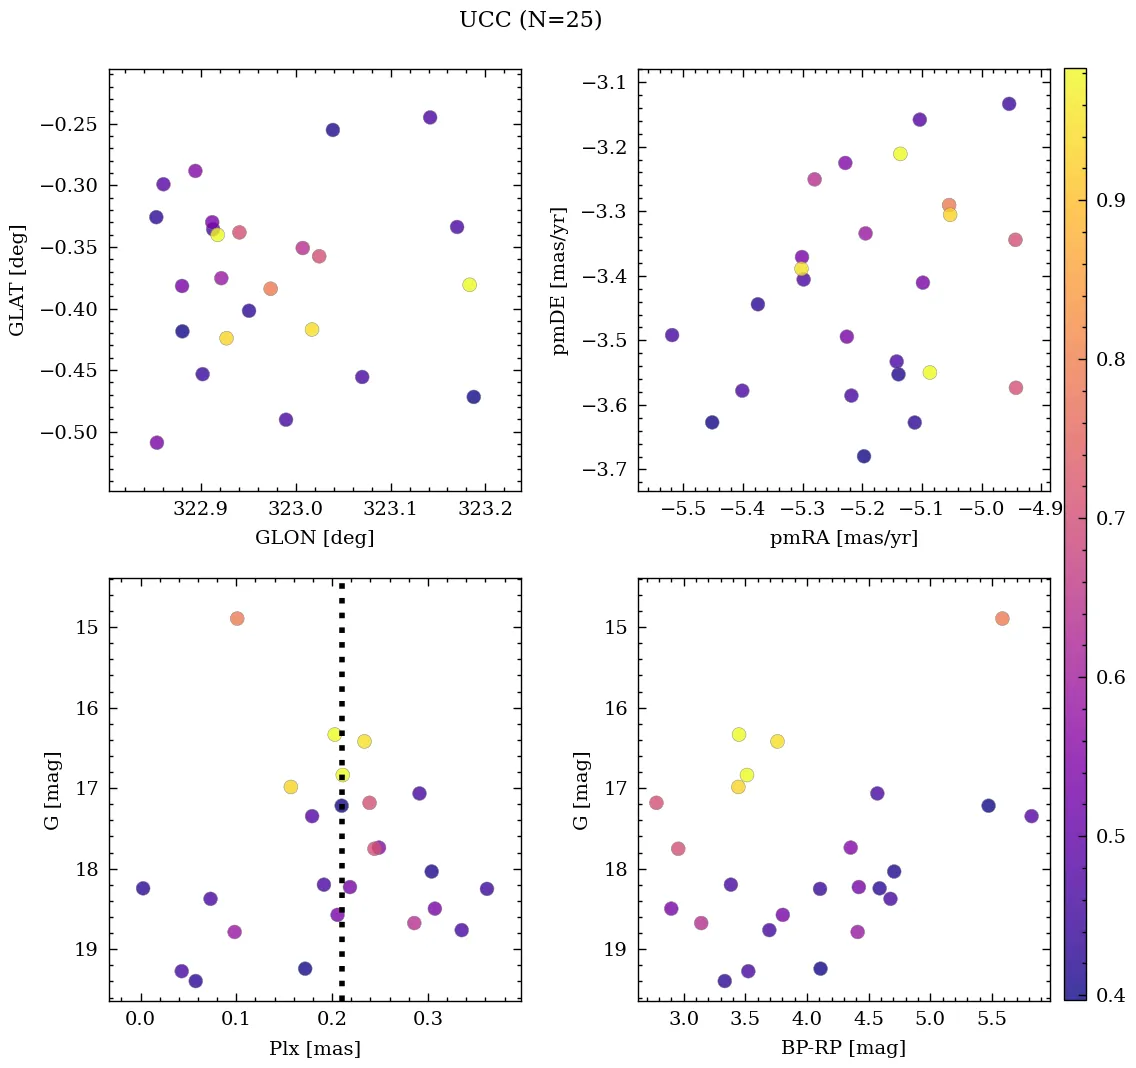 UCC (N=25)
−0.25
−0.30
−0.35
−0.40
−0.45
−0.50
GLAT [deg]
322.9 323.0 323.1 323.2
GLON [deg]
−3.1
−3.2
−3.3
−3.4
−3.5
−3.6
−3.7
pmDE [mas/yr]
−5.5 −5.4 −5.3 −5.2 −5.1 −5.0 −4.9
pmRA [mas/yr]
15
16
17
18
19
G [mag]
0.0 0.1 0.2 0.3
Plx [mas]
15
16
17
18
19
G [mag]
3.0 3.5 4.0 4.5 5.0 5.5
BP-RP [mag]
0.9
0.8
0.7
0.6
0.5
0.4